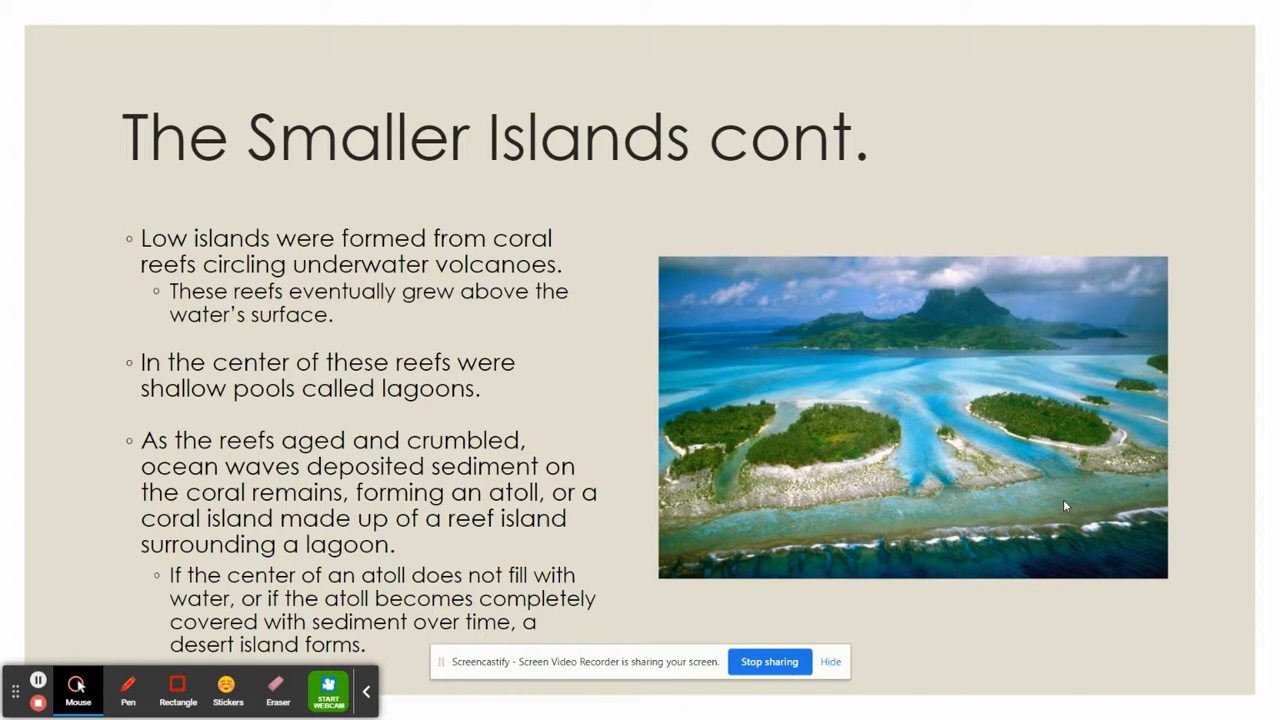 The Smaller Islands cont.
◦ Low islands were formed from coral
reefs circling underwater volcanoes.
◦ These reefs eventually grew above the
water's surface.
◦ In the center of these reefs were
shallow pools called lagoons.
◦ As the reefs aged and crumbled,
ocean waves deposited sediment on
the coral remains, forming an atoll, or a
coral island made up of a reef island
surrounding a lagoon.
◦ If the center of an atoll does not fill with
water, or if the atoll becomes completely
covered with sediment over time, a
desert island forms.
Screencastify - Screen Video Recorder is sharing your screen. Stop sharing Hide
Mouse Pen Rectangle Stickers Eraser START
WEBCAM